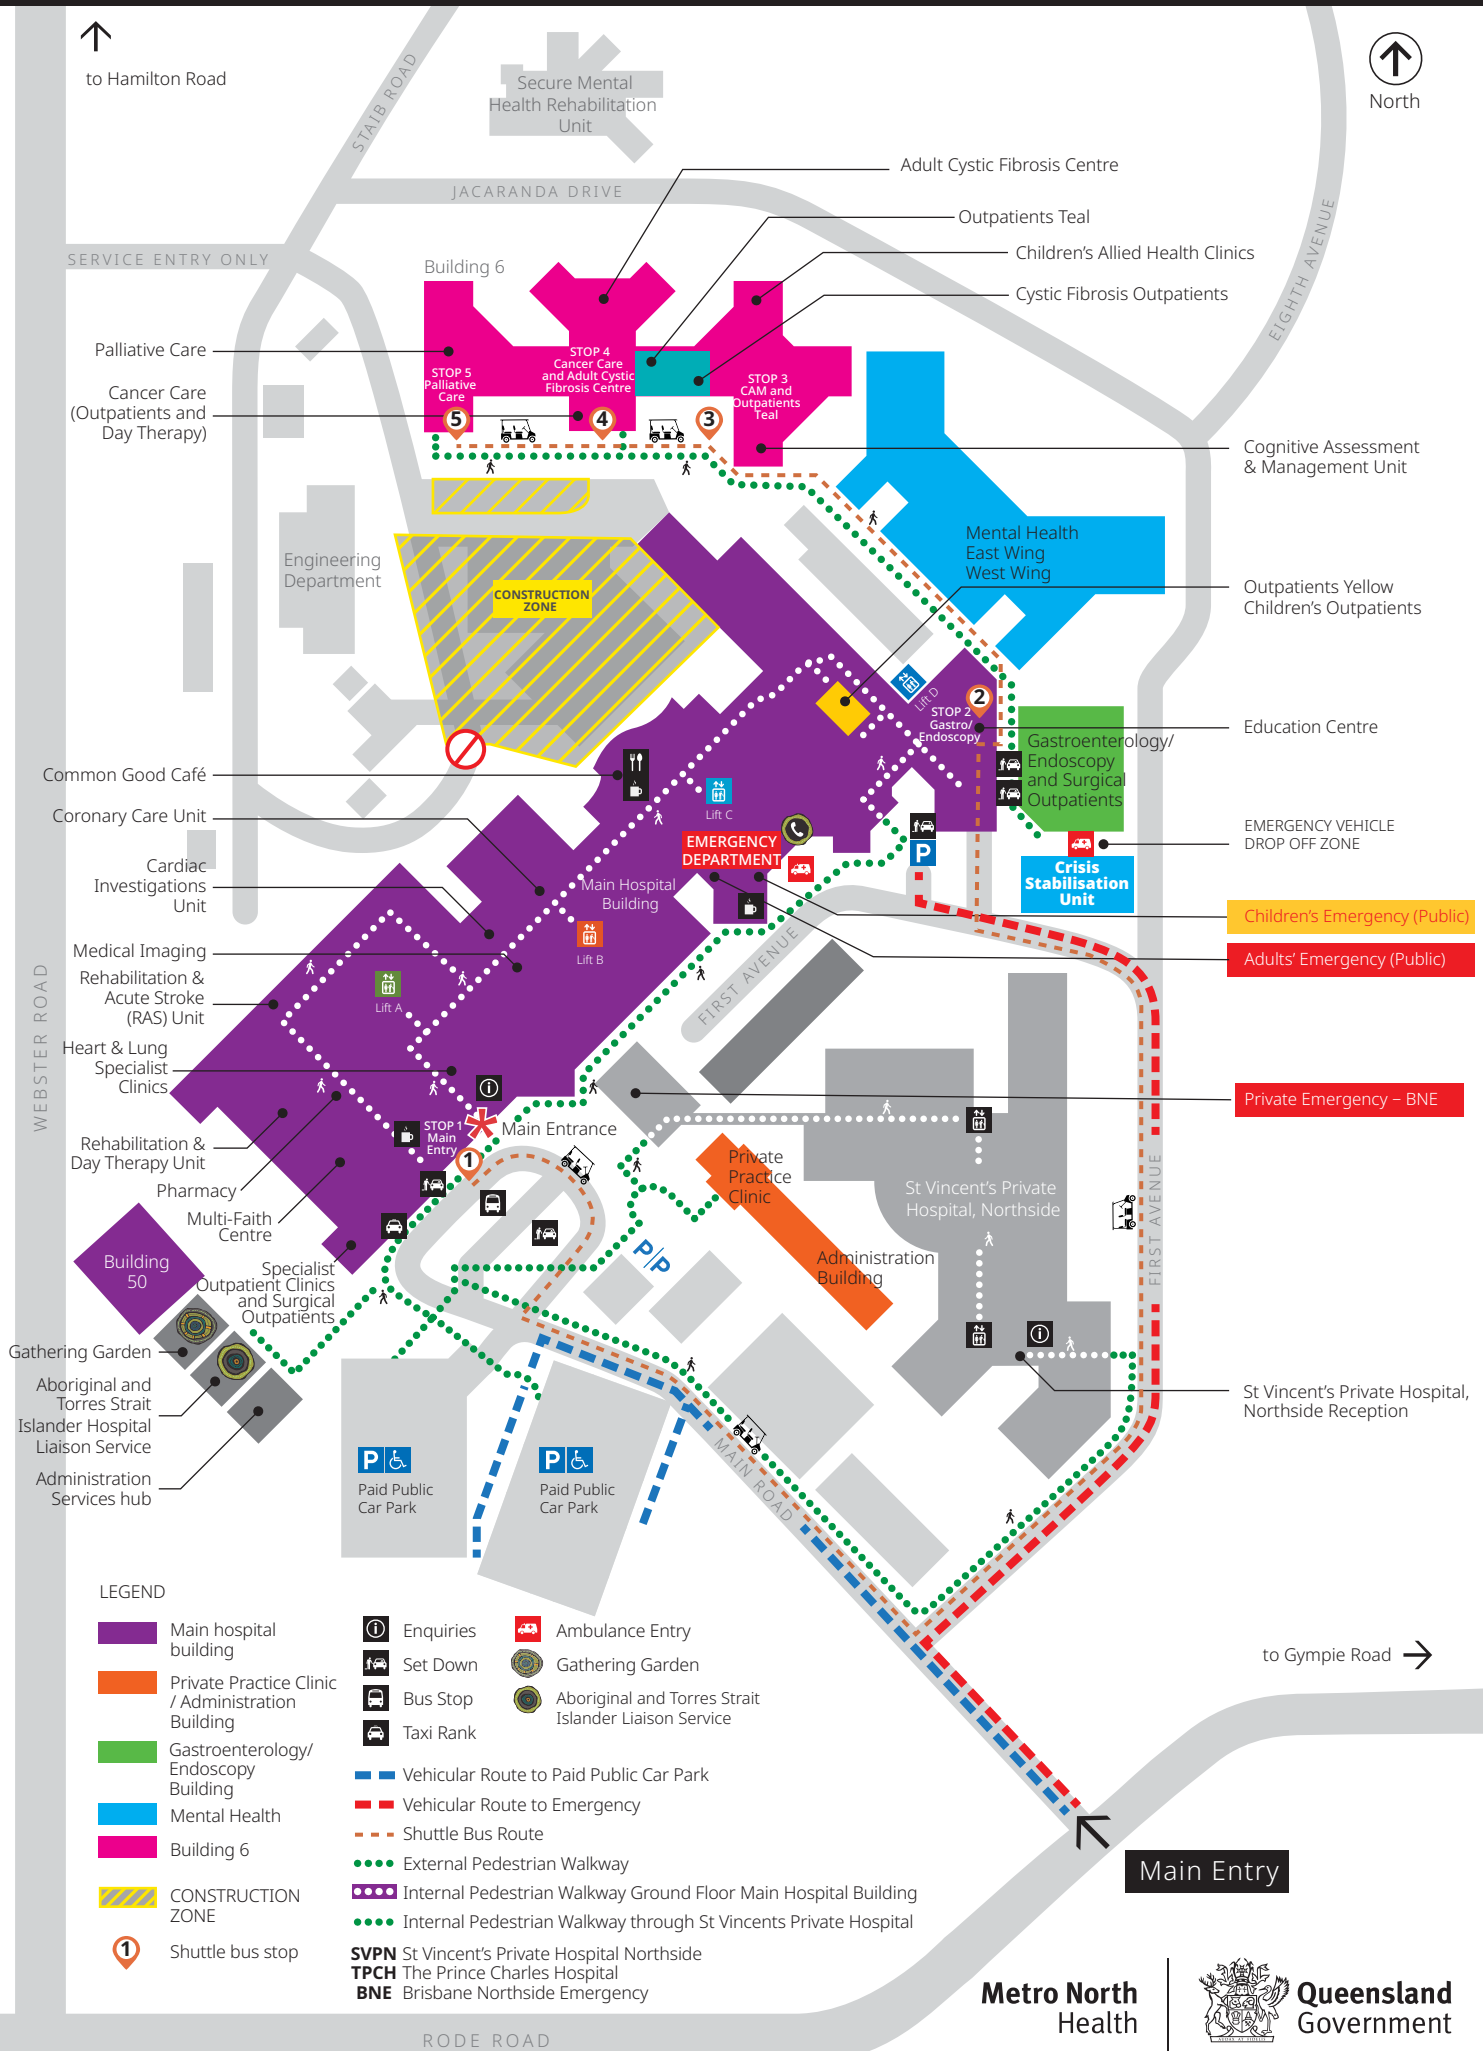 to Hamilton Road
North
STAIB ROAD
Secure Mental
Health Rehabilitation
Unit
JACARANDA DRIVE
EIGHTH AVENUE
SERVICE ENTRY ONLY
Adult Cystic Fibrosis Centre
Outpatients Teal
Children's Allied Health Clinics
Cystic Fibrosis Outpatients
Building 6
Palliative Care
Cancer Care
(Outpatients and
Day Therapy)
STOP 5
Palliative
Care
5
STOP 4
Cancer Care
and Adult Cystic
Fibrosis Centre
4
3
STOP 3
CAM and
Outpatients
Teal
Cognitive Assessment
& Management Unit
Engineering
Department
CONSTRUCTION
ZONE
Mental Health
East Wing
West Wing
Outpatients Yellow
Children's Outpatients
Lift D
2
STOP 2
Gastro/
Endoscopy
Education Centre
Gastroenterology/
Endoscopy
and Surgical
Outpatients
Common Good Café
Coronary Care Unit
Cardiac
Investigations
Unit
Medical Imaging
Rehabilitation &
Acute Stroke
(RAS) Unit
Heart & Lung
Specialist
Clinics
Rehabilitation &
Day Therapy Unit
Pharmacy
Multi-Faith
Centre
Specialist
Outpatient Clinics
and Surgical
Outpatients
Lift C
EMERGENCY
DEPARTMENT
P
EMERGENCY VEHICLE
DROP OFF ZONE
Crisis
Stabilisation
Unit
Main Hospital
Building
Lift B
Lift A
Children's Emergency (Public)
Adults' Emergency (Public)
Private Emergency – BNE
FIRST AVENUE
WEBSTER ROAD
STOP 1
Main
Entry
1
Main Entrance
Private
Practice
Clinic
Administration
Building
St Vincent's Private
Hospital, Northside
FIRST AVENUE
P/P
Building
50
Gathering Garden
Aboriginal and
Torres Strait
Islander Hospital
Liaison Service
Administration
Services hub
St Vincent's Private Hospital,
Northside Reception
P
Paid Public
Car Park
P
Paid Public
Car Park
MAIN ROAD
LEGEND
Main hospital
building
Private Practice Clinic
/ Administration
Building
Gastroenterology/
Endoscopy
Building
Mental Health
Building 6
CONSTRUCTION
ZONE
1
Shuttle bus stop
Enquiries
Set Down
Bus Stop
Taxi Rank
Ambulance Entry
Gathering Garden
Aboriginal and Torres Strait
Islander Liaison Service
Vehicular Route to Paid Public Car Park
Vehicular Route to Emergency
Shuttle Bus Route
External Pedestrian Walkway
Internal Pedestrian Walkway Ground Floor Main Hospital Building
Internal Pedestrian Walkway through St Vincents Private Hospital
SVPN St Vincent's Private Hospital Northside
TPCH The Prince Charles Hospital
BNE Brisbane Northside Emergency
to Gympie Road
Main Entry
RODE ROAD
Metro North
Health
Queensland
Government